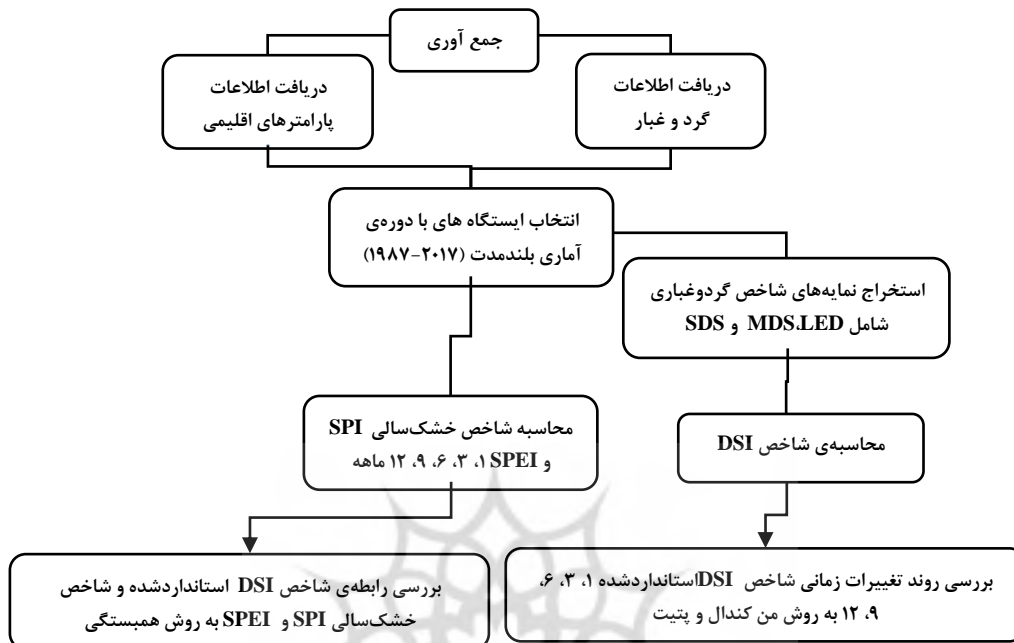 جمع آوری
دریافت اطلاعات
گرد و غبار
دریافت اطلاعات
پارامترهای اقلیمی
انتخاب ایستگاه های با دوره‌ی
آماری بلندمدت (۲۰۱۷-۱۹۸۷)
استخراج نمایه‌های شاخص گردوغباری
شامل MDS،LED و SDS
محاسبه شاخص خشک‌سالی SPI
و SPEI ۱، ۳، ۶، ۹، ۱۲ ماهه
محاسبه‌ی شاخص DSI
بررسی روند تغییرات زمانی شاخص DSIاستانداردشده ۱، ۳، ۶،
۹، ۱۲ به روش من کندال و پتیت
بررسی رابطه‌ی شاخص DSI استانداردشده و شاخص
خشک‌سالی SPI و SPEI به روش همبستگی